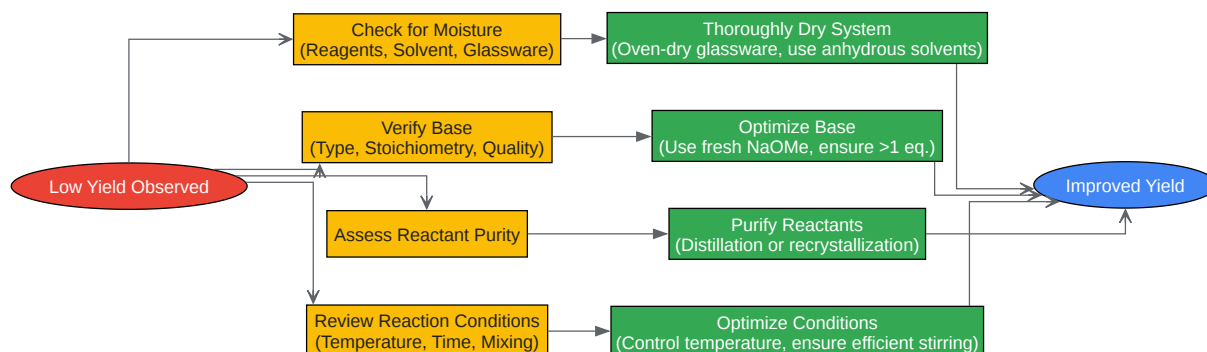 Check for Moisture
(Reagents, Solvent, Glassware)
Thoroughly Dry System
(Oven-dry glassware, use anhydrous solvents)
Verify Base
(Type, Stoichiometry, Quality)
Optimize Base
(Use fresh NaOMe, ensure >1 eq.)
Low Yield Observed
Improved Yield
Assess Reactant Purity
Purify Reactants
(Distillation or recrystallization)
Review Reaction Conditions
(Temperature, Time, Mixing)
Optimize Conditions
(Control temperature, ensure efficient stirring)